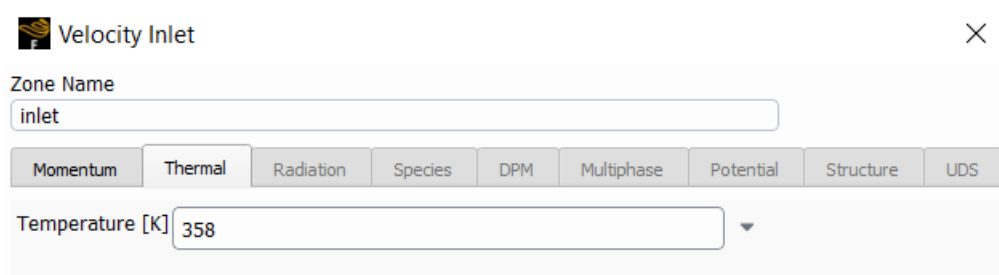 F Velocity Inlet
Zone Name
inlet
Momentum Thermal Radiation Species DPM Multiphase Potential Structure UDS
Temperature [K] 358